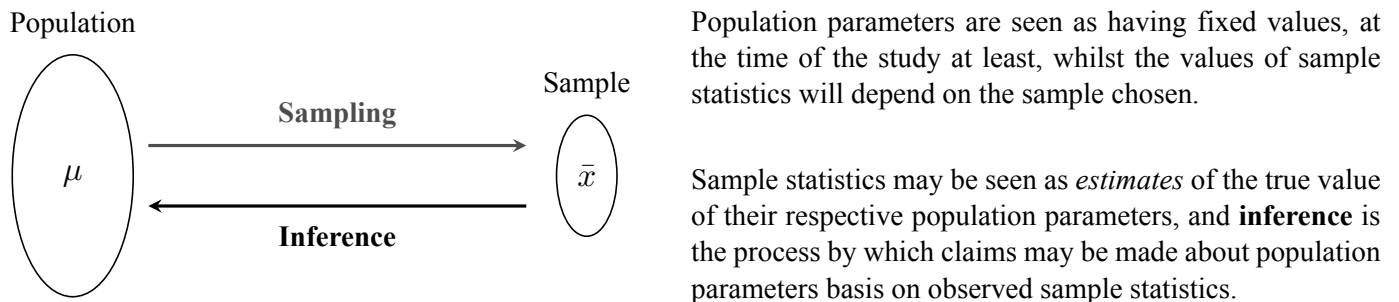 Population
Sample
Sampling
μ
x̄
Inference
Population parameters are seen as having fixed values, at
the time of the study at least, whilst the values of sample
statistics will depend on the sample chosen.
Sample statistics may be seen as estimates of the true value
of their respective population parameters, and inference is
the process by which claims may be made about population
parameters basis on observed sample statistics.